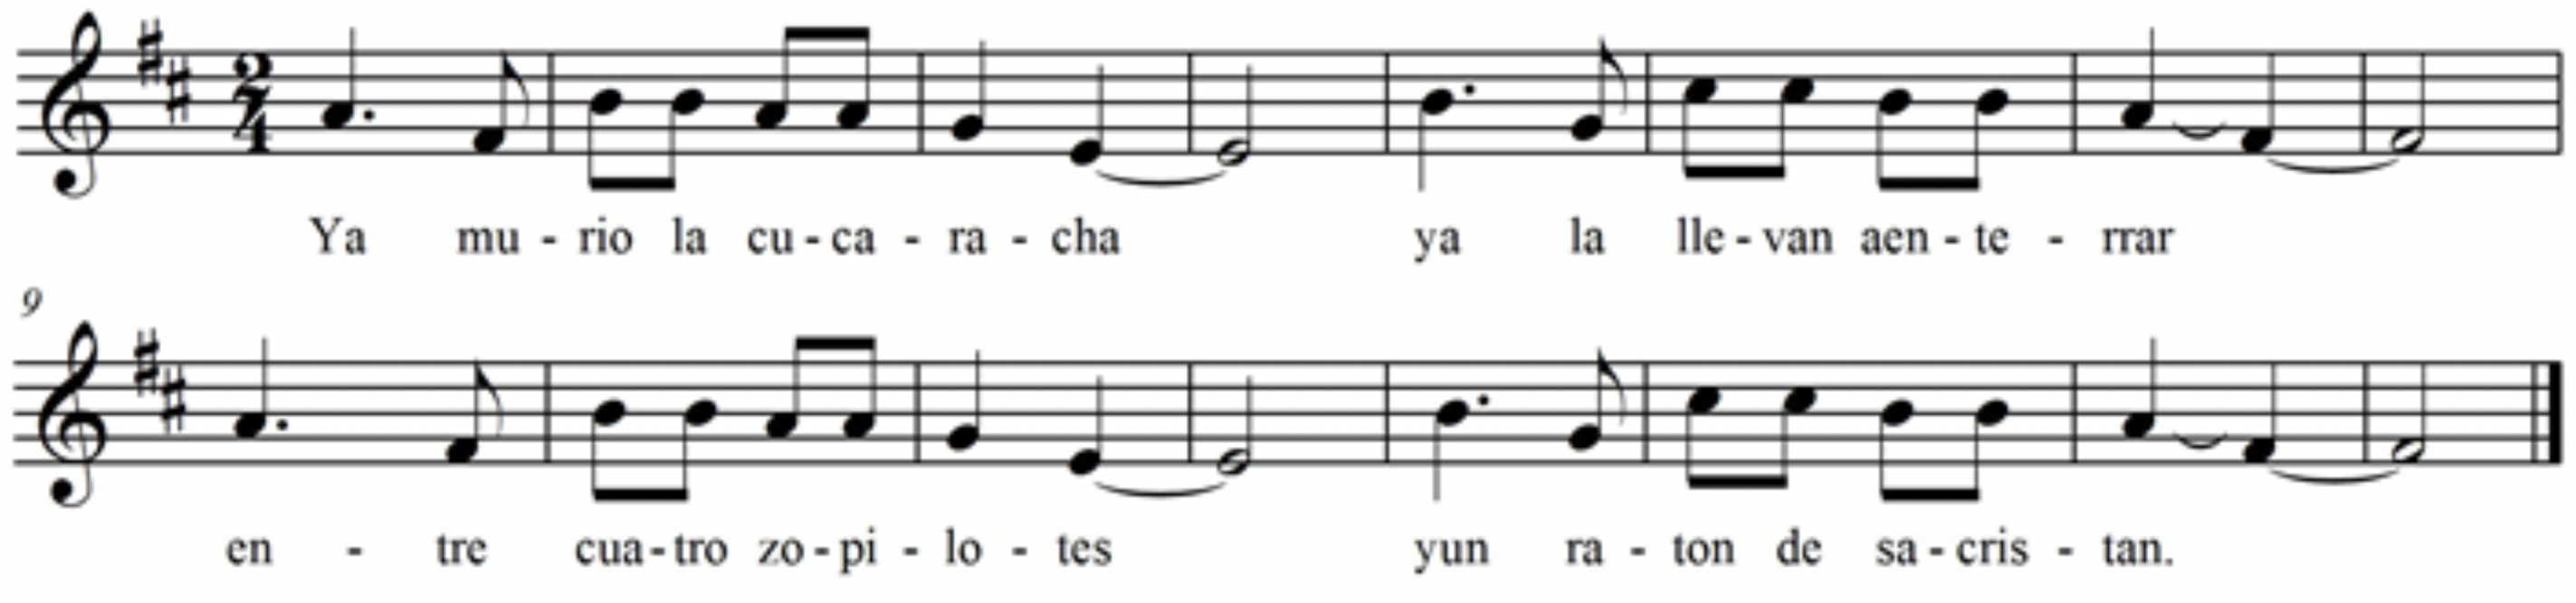 2
4
Ya mu - rio la cu - ca - ra - cha ya la lle - van aen - te - rrar
9
en - tre cua - tro zo - pi - lo - tes yun ra - ton de sa - cris - tan.